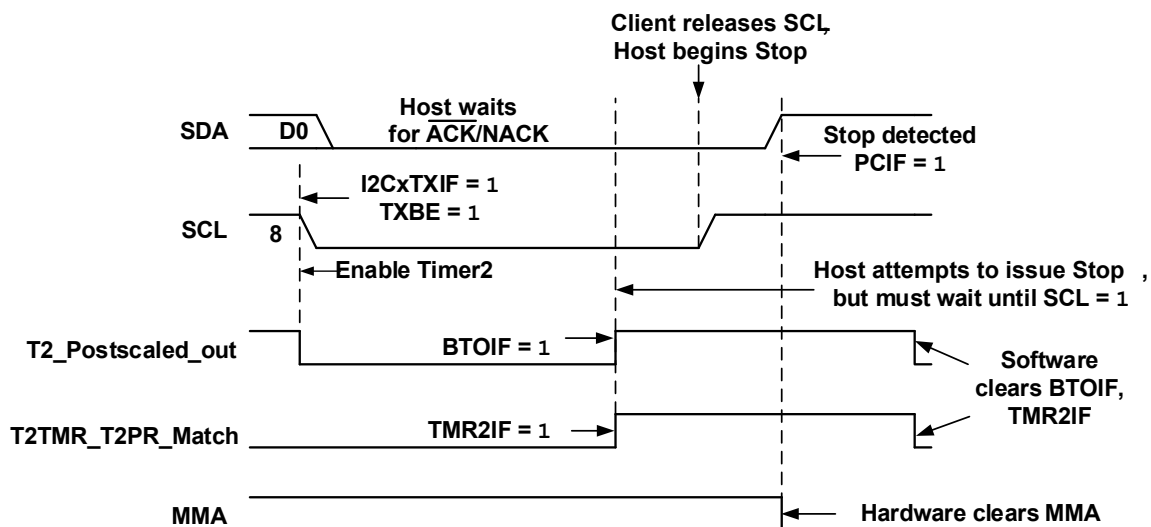 Client releases SCL,
Host begins Stop
SDA
D0
Host waits
for ACK/NACK
Stop detected
PCIF = 1
I2CxTXIF = 1
TXBE = 1
SCL
8
Enable Timer2
Host attempts to issue Stop ,
but must wait until SCL = 1
T2_Postscaled_out
BTOIF = 1
Software
clears BTOIF,
TMR2IF
T2TMR_T2PR_Match
TMR2IF = 1
MMA
Hardware clears MMA